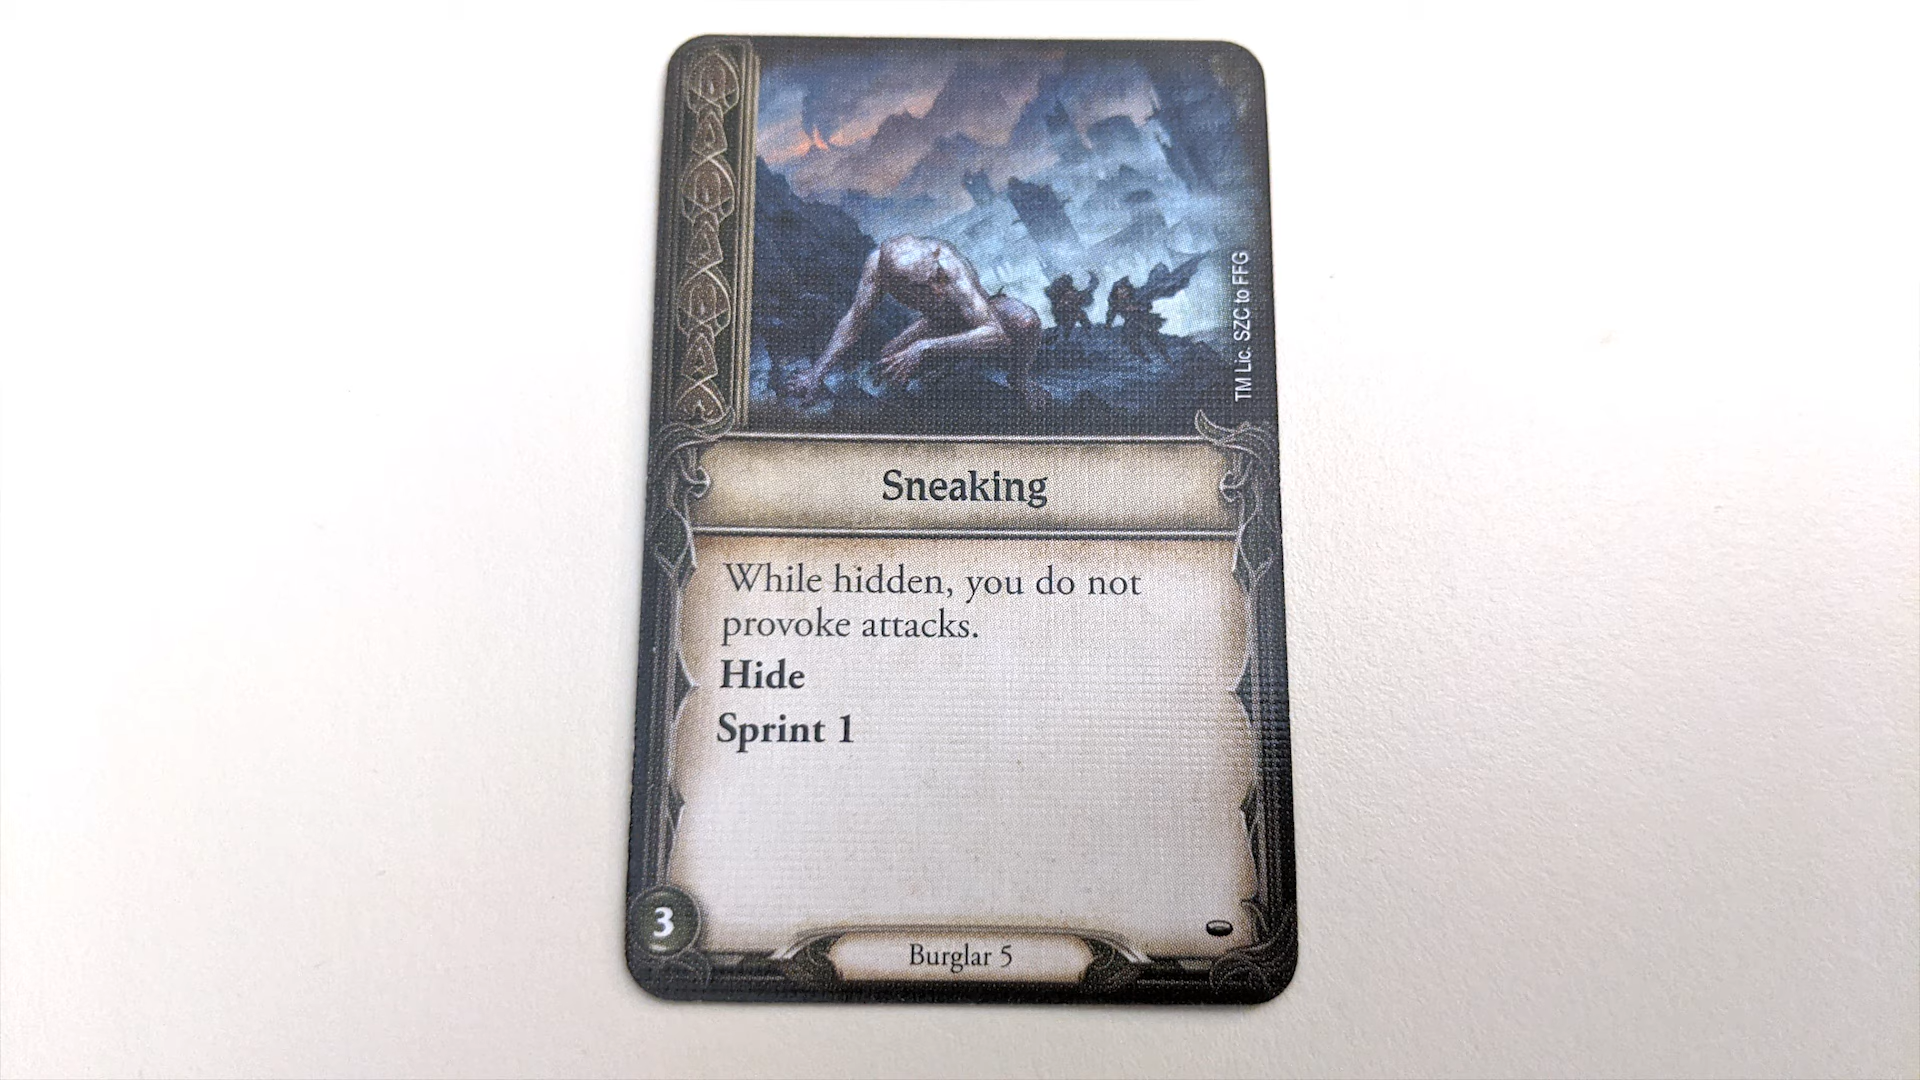 TM Lic. SZC to FFG
Sneaking
While hidden, you do not
provoke attacks.
Hide
Sprint 1
3
Burglar 5